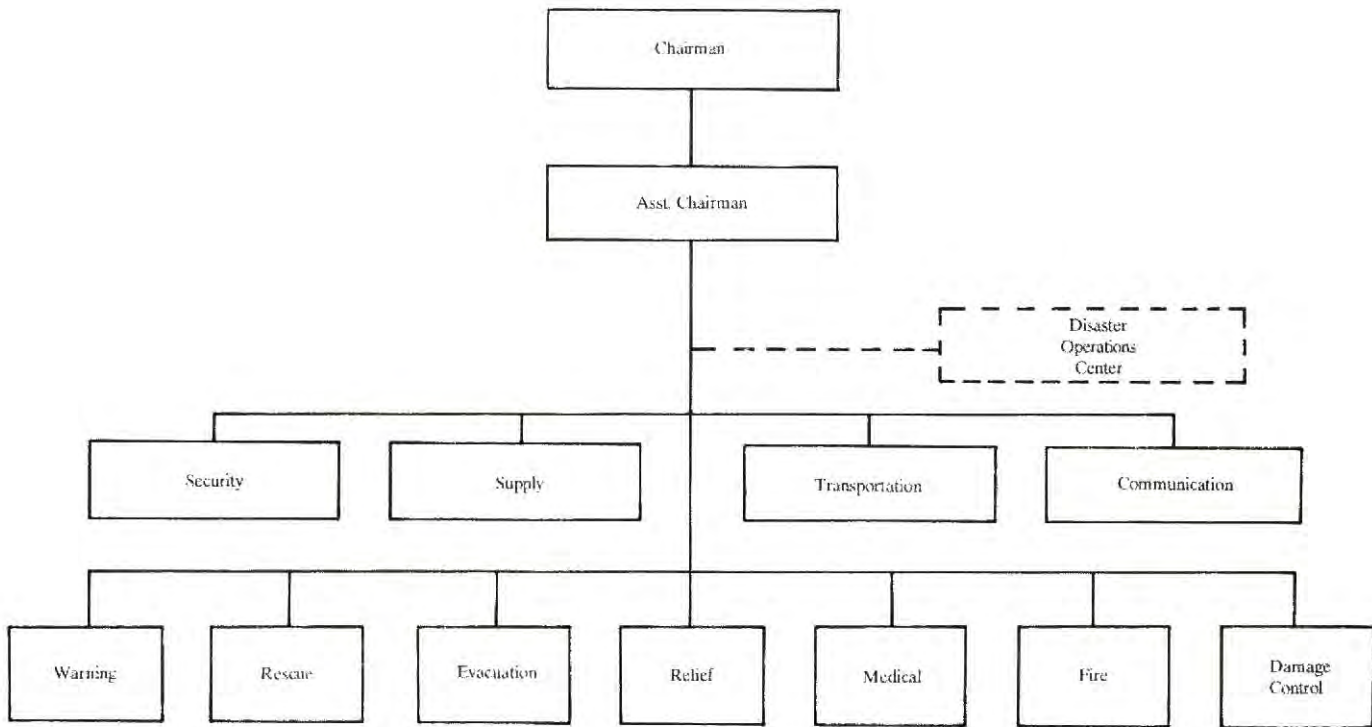 Chairman
Asst. Chairman
Disaster
Operations
Center
Security
Supply
Transportation
Communication
Warning
Rescue
Evacuation
Relief
Medical
Fire
Damage
Control